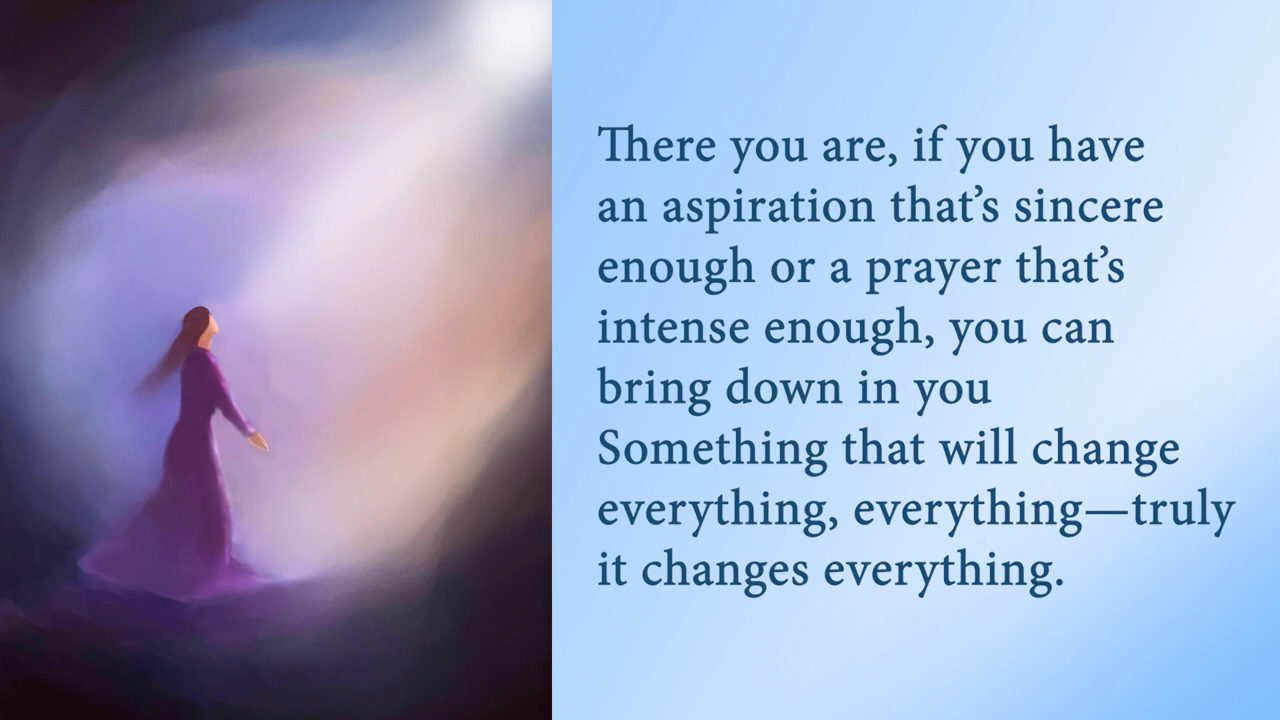 There you are, if you have
an aspiration that’s sincere
enough or a prayer that’s
intense enough, you can
bring down in you
Something that will change
everything, everything—truly
it changes everything.